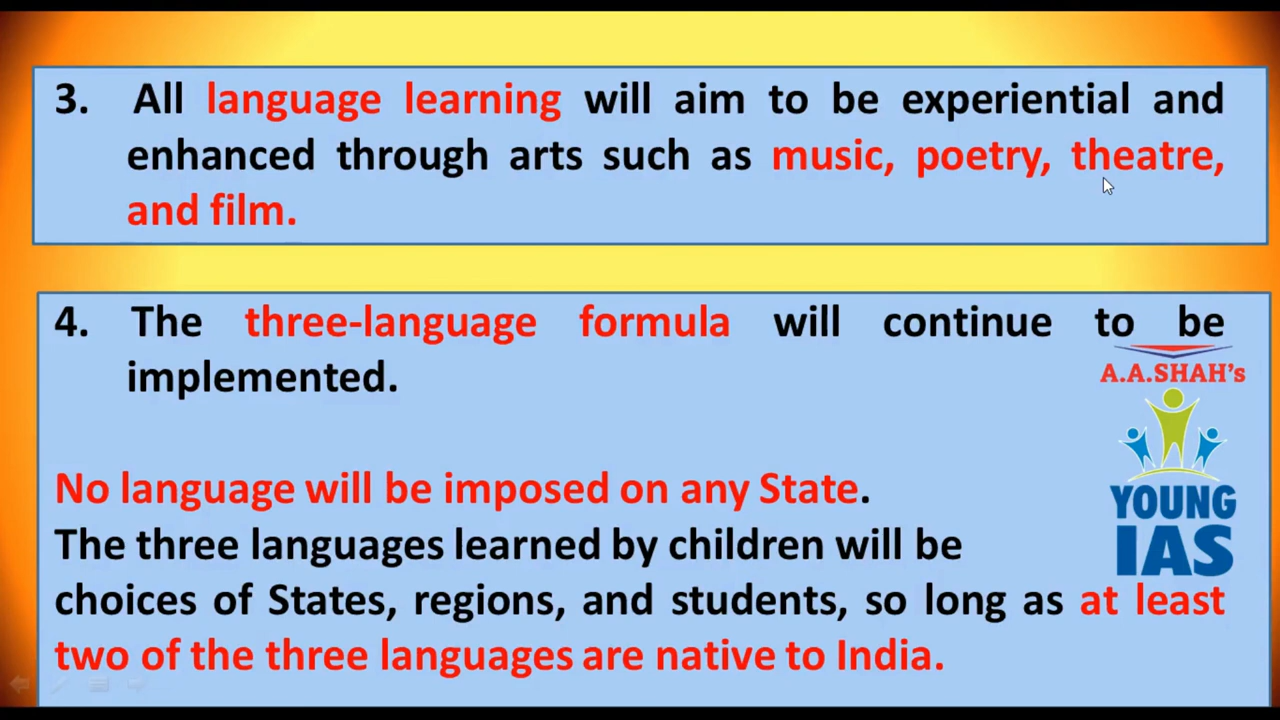 3. All language learning will aim to be experiential and
enhanced through arts such as music, poetry, theatre,
and film.
4. The three-language formula will continue to be
implemented.
A.A.SHAH's
No language will be imposed on any State.
YOUNG
IAS
The three languages learned by children will be
choices of States, regions, and students, so long as at least
two of the three languages are native to India.